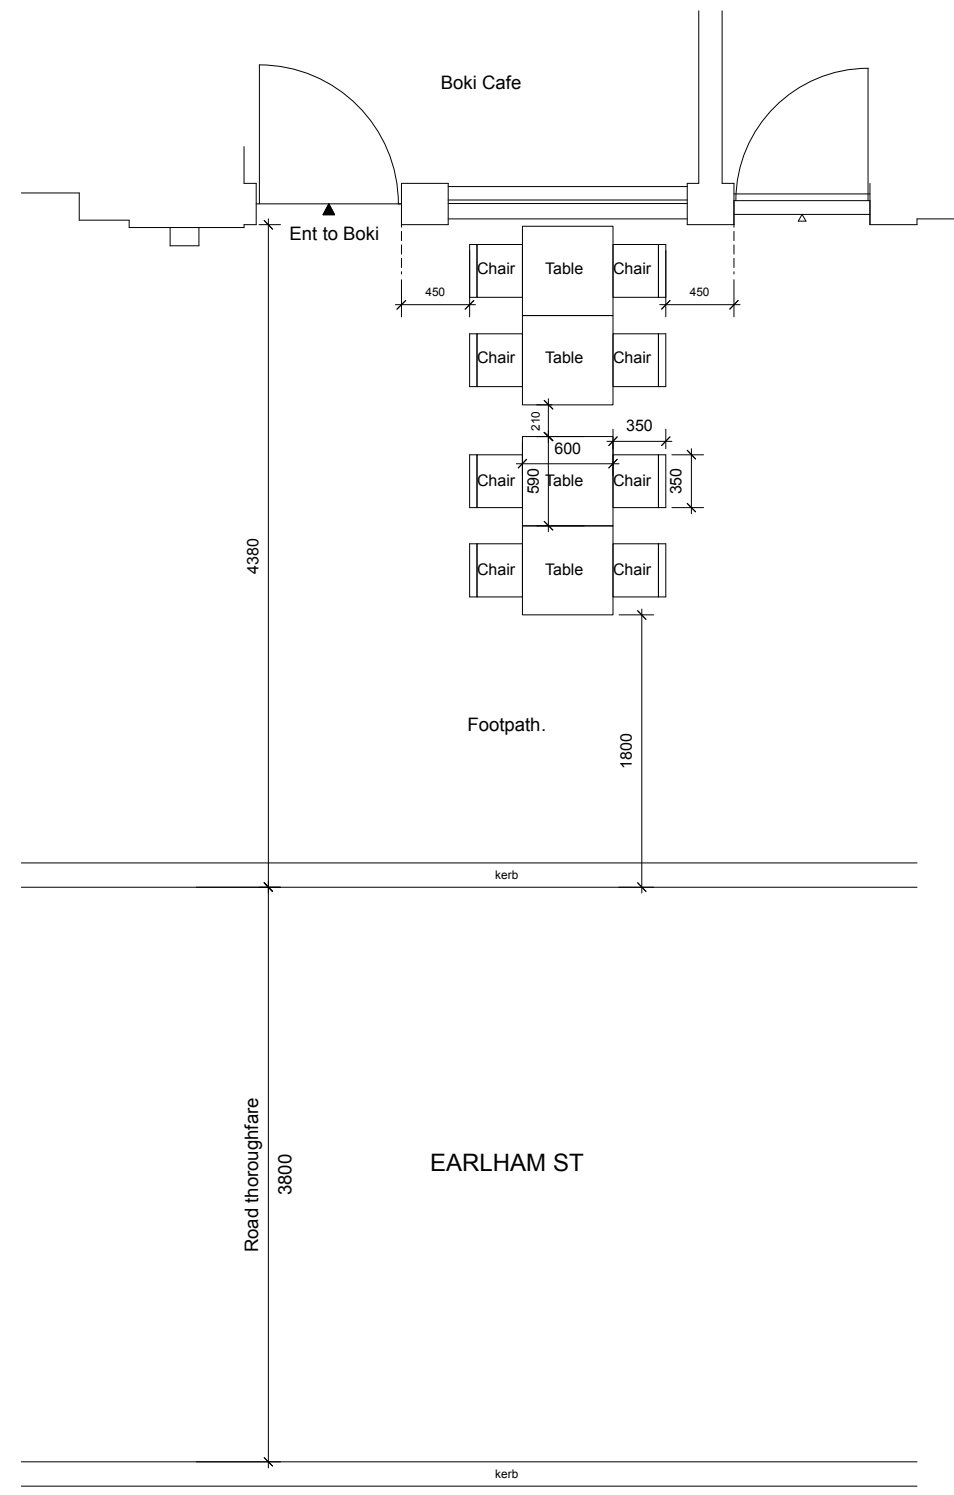 Boki Cafe
Ent to Boki
Chair Table Chair
450 450
Chair Table Chair
210
350
600
590
Chair Table Chair
350
4380
Chair Table Chair
Footpath.
1800
kerb
Road thoroughfare
3800
EARLHAM ST
kerb